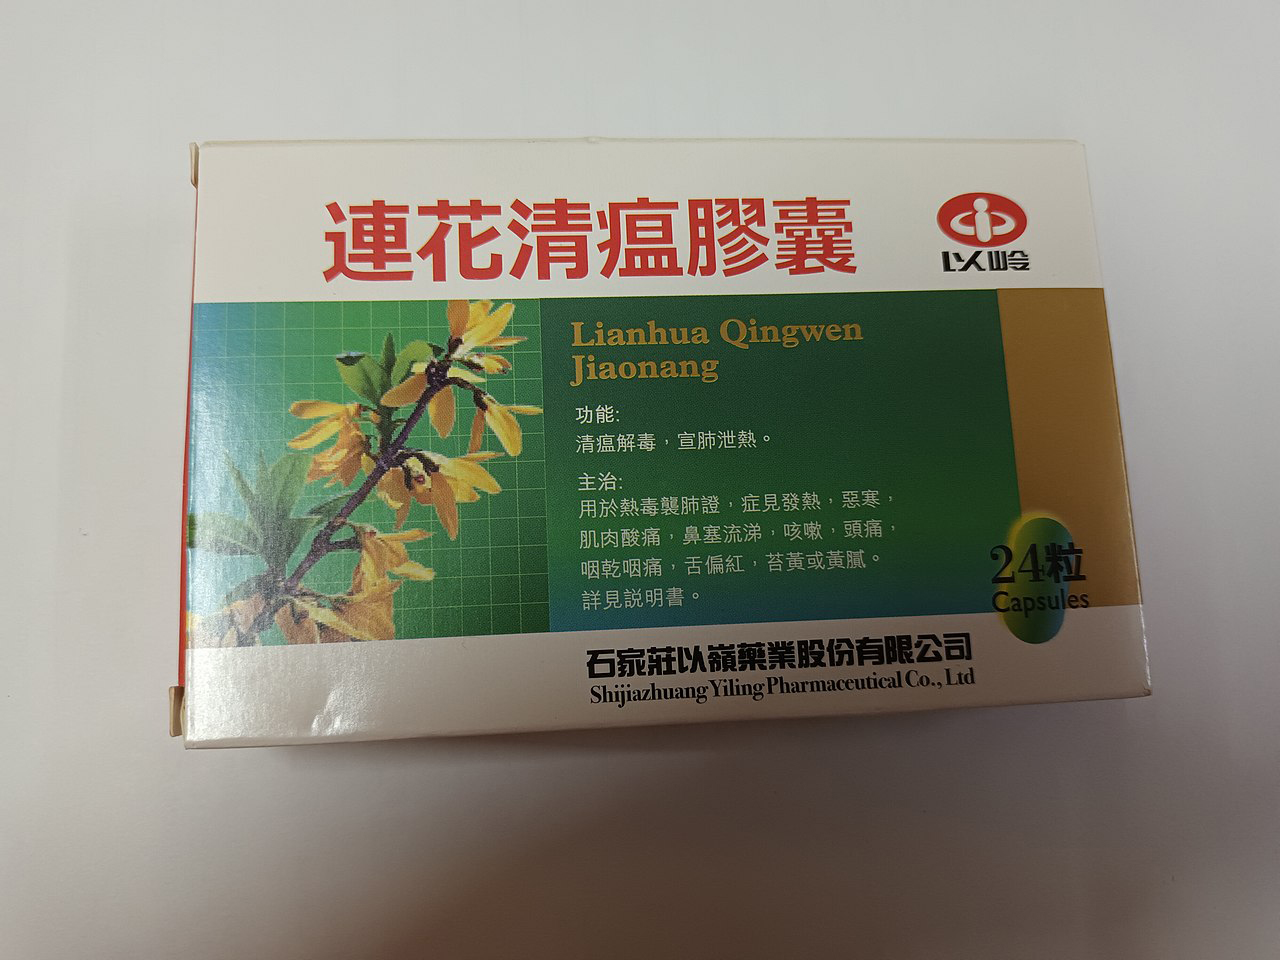 連花清瘟膠囊
以岭
Lianhua Qingwen
Jiaonang
功能:
清瘟解毒，宣肺泄熱。
主治:
用於熱毒襲肺證，症見發熱，惡寒，
肌肉酸痛，鼻塞流涕，咳嗽，頭痛，
咽乾咽痛，舌偏紅，苔黃或黃膩。
詳見説明書。
24粒
Capsules
石家莊以嶺藥業股份有限公司
Shijiazhuang Yiling Pharmaceutical Co., Ltd